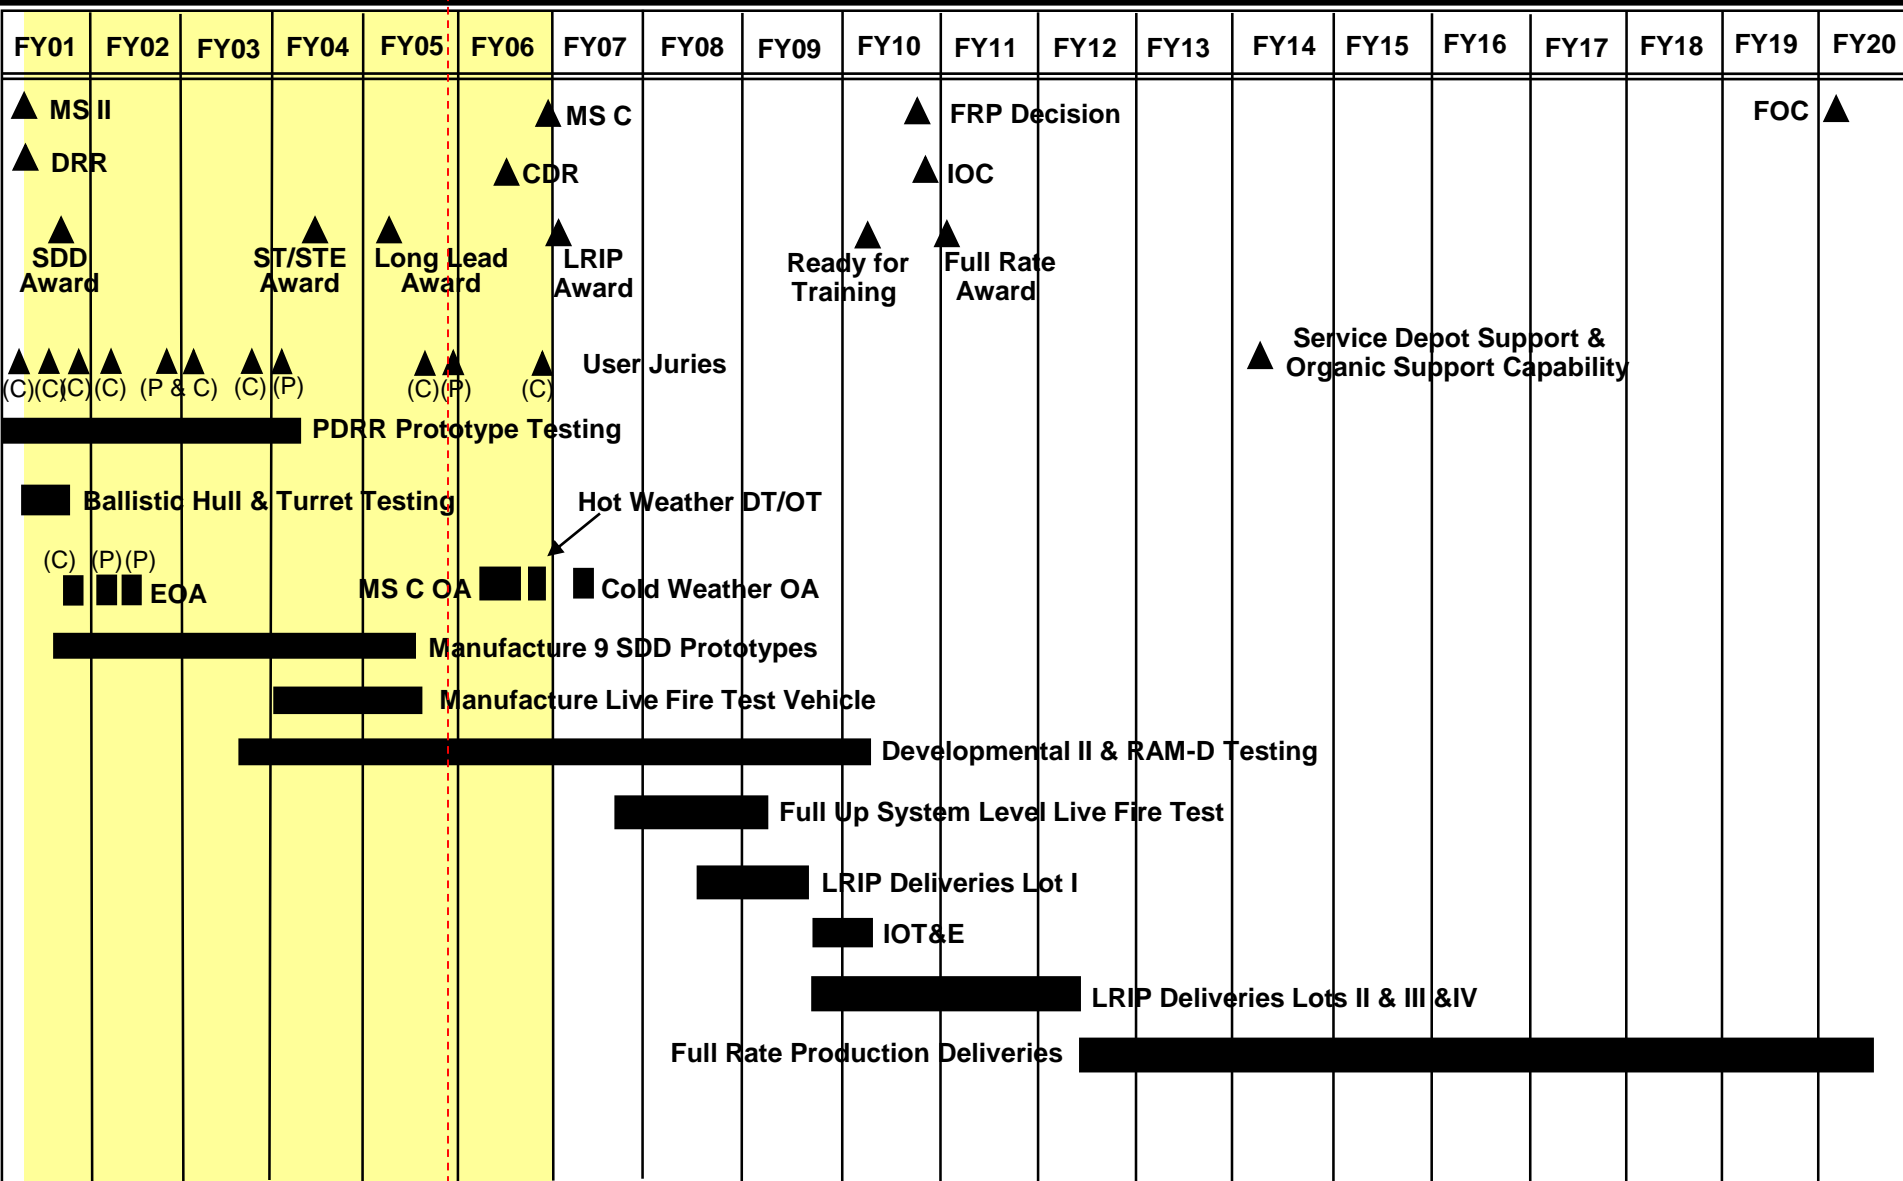 FY01 FY02 FY03 FY04 FY05 FY06 FY07 FY08 FY09 FY10 FY11 FY12 FY13 FY14 FY15 FY16 FY17 FY18 FY19 FY20
MS II
MS C
FRP Decision
FOC
DRR
CDR
IOC
SDD
Award
ST/STE
Award
Long Lead
Award
LRIP
Award
Ready for
Training
Full Rate
Award
(C) (C) (C) (C) (P & C) (C) (P) (C) (P) (C)
User Juries
Service Depot Support &
Organic Support Capability
PDRR Prototype Testing
Ballistic Hull & Turret Testing
Hot Weather DT/OT
(C) (P) (P)
EOA
MS C OA
Cold Weather OA
Manufacture 9 SDD Prototypes
Manufacture Live Fire Test Vehicle
Developmental II & RAM-D Testing
Full Up System Level Live Fire Test
LRIP Deliveries Lot I
IOT&E
LRIP Deliveries Lots II & III &IV
Full Rate Production Deliveries